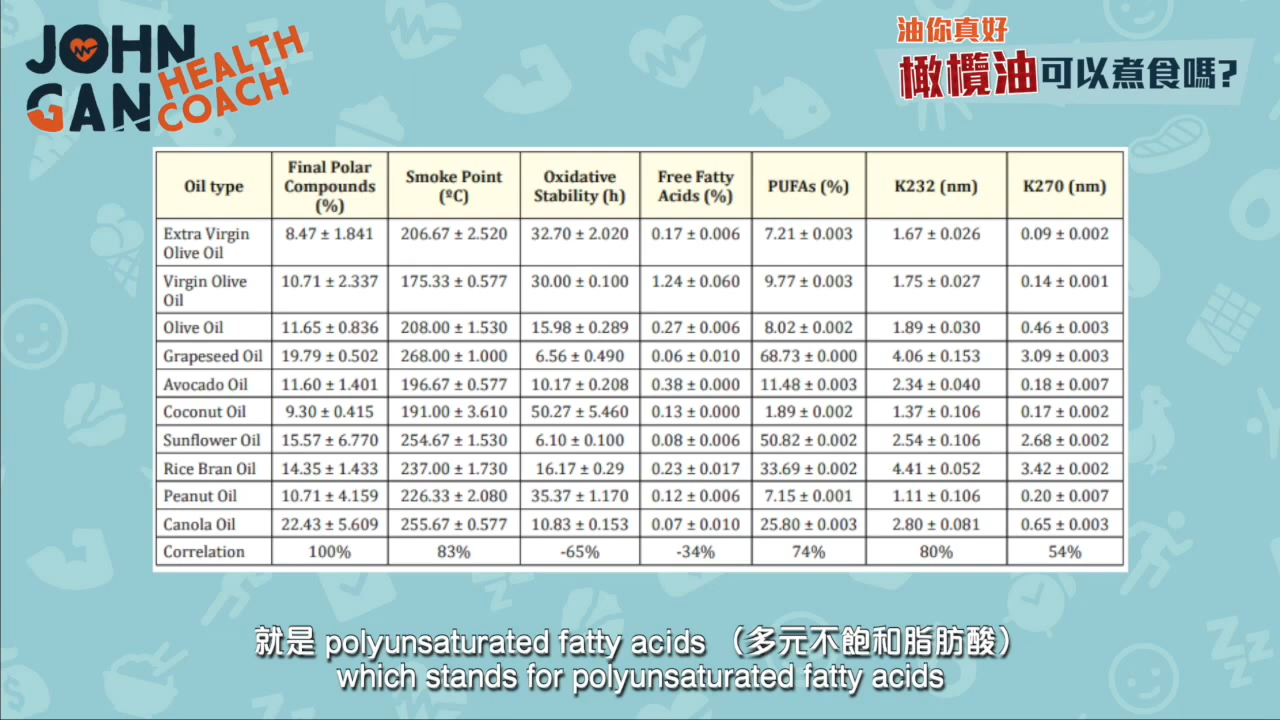 JOHN
GAN
HEALTH
COACH
油你真好
橄欖油可以煮食嗎?
Oil type | Final Polar Compounds (%) | Smoke Point (ºC) | Oxidative Stability (h) | Free Fatty Acids (%) | PUFAs (%) | K232 (nm) | K270 (nm)
Extra Virgin Olive Oil | 8.47 ± 1.841 | 206.67 ± 2.520 | 32.70 ± 2.020 | 0.17 ± 0.006 | 7.21 ± 0.003 | 1.67 ± 0.026 | 0.09 ± 0.002
Virgin Olive Oil | 10.71 ± 2.337 | 175.33 ± 0.577 | 30.00 ± 0.100 | 1.24 ± 0.060 | 9.77 ± 0.003 | 1.75 ± 0.027 | 0.14 ± 0.001
Olive Oil | 11.65 ± 0.836 | 208.00 ± 1.530 | 15.98 ± 0.289 | 0.27 ± 0.006 | 8.02 ± 0.002 | 1.89 ± 0.030 | 0.46 ± 0.003
Grapeseed Oil | 19.79 ± 0.502 | 268.00 ± 1.000 | 6.56 ± 0.490 | 0.06 ± 0.010 | 68.73 ± 0.000 | 4.06 ± 0.153 | 3.09 ± 0.003
Avocado Oil | 11.60 ± 1.401 | 196.67 ± 0.577 | 10.17 ± 0.208 | 0.38 ± 0.000 | 11.48 ± 0.003 | 2.34 ± 0.040 | 0.18 ± 0.007
Coconut Oil | 9.30 ± 0.415 | 191.00 ± 3.610 | 50.27 ± 5.460 | 0.13 ± 0.000 | 1.89 ± 0.002 | 1.37 ± 0.106 | 0.17 ± 0.002
Sunflower Oil | 15.57 ± 6.770 | 254.67 ± 1.530 | 6.10 ± 0.100 | 0.08 ± 0.006 | 50.82 ± 0.002 | 2.54 ± 0.106 | 2.68 ± 0.002
Rice Bran Oil | 14.35 ± 1.433 | 237.00 ± 1.730 | 16.17 ± 0.29 | 0.23 ± 0.017 | 33.69 ± 0.002 | 4.41 ± 0.052 | 3.42 ± 0.002
Peanut Oil | 10.71 ± 4.159 | 226.33 ± 2.080 | 35.37 ± 1.170 | 0.12 ± 0.006 | 7.15 ± 0.001 | 1.11 ± 0.106 | 0.20 ± 0.007
Canola Oil | 22.43 ± 5.609 | 255.67 ± 0.577 | 10.83 ± 0.153 | 0.07 ± 0.010 | 25.80 ± 0.003 | 2.80 ± 0.081 | 0.65 ± 0.003
Correlation | 100% | 83% | -65% | -34% | 74% | 80% | 54%
就是 polyunsaturated fatty acids （多元不飽和脂肪酸）
which stands for polyunsaturated fatty acids